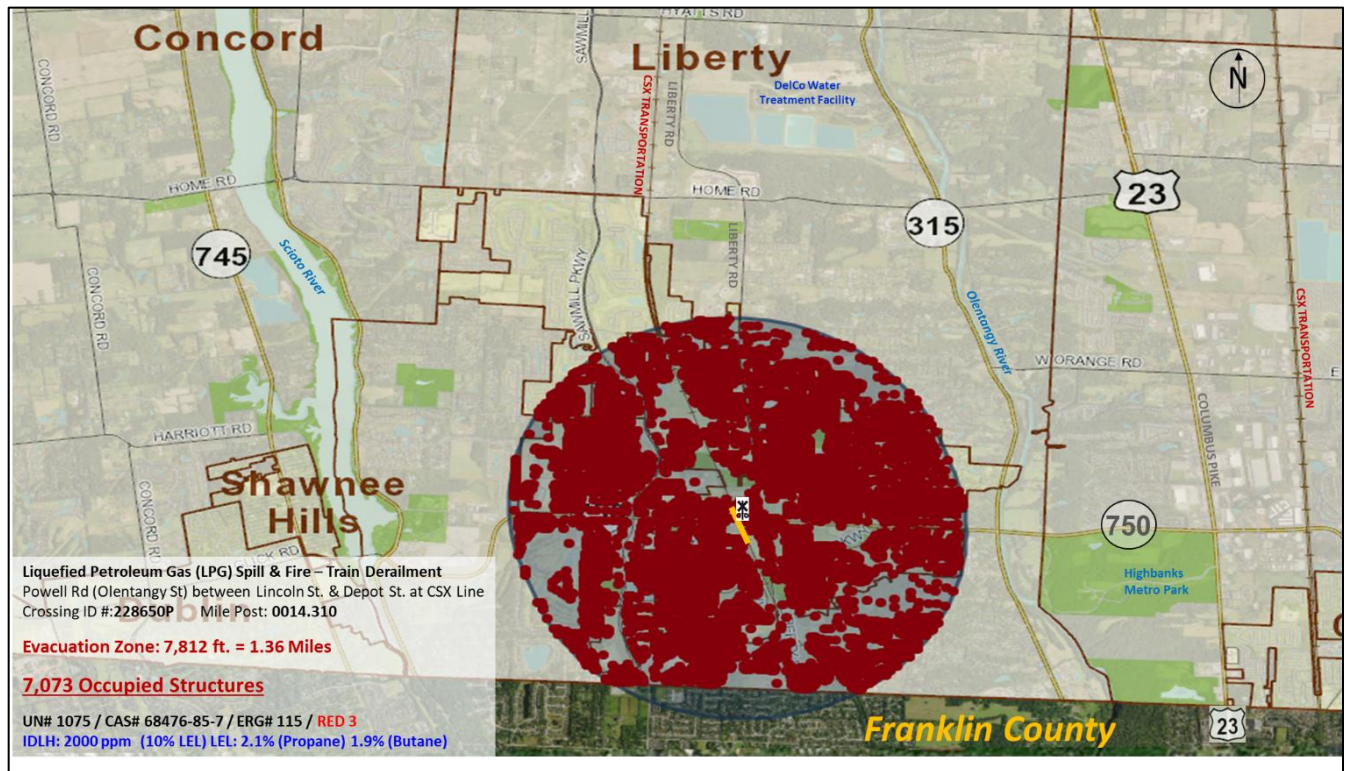 Concord
Liberty
HYATTS RD
SAWMILL
CONCORD RD
CSX TRANSPORTATION
LIBERTY RD
DelCo Water
Treatment Facility
N
HOME RD
HOME RD
23
315
745
Scioto River
LIBERTY RD
SAWMILL PKWY
CONCORD RD
Olentangy River
CSX TRANSPORTATION
W ORANGE RD
E
COLUMBUS PIKE
HARRIOTT RD
Shawnee
Hills
CONCORD RD
GLICK RD
750
Highbanks
Metro Park
Dublin
Liquefied Petroleum Gas (LPG) Spill & Fire – Train Derailment
Powell Rd (Olentangy St) between Lincoln St. & Depot St. at CSX Line
Crossing ID #:228650P Mile Post: 0014.310
Evacuation Zone: 7,812 ft. = 1.36 Miles
7,073 Occupied Structures
UN# 1075 / CAS# 68476-85-7 / ERG# 115 / RED 3
IDLH: 2000 ppm (10% LEL) LEL: 2.1% (Propane) 1.9% (Butane)
Franklin County
23